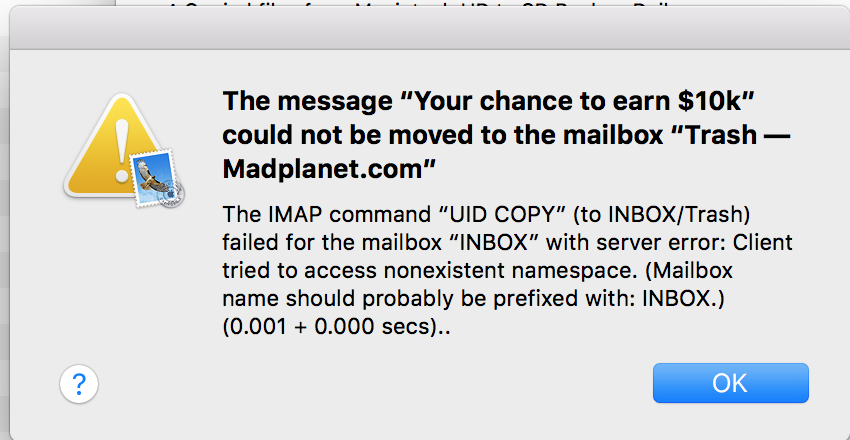 The message “Your chance to earn $10k”
could not be moved to the mailbox “Trash —
Madplanet.com”
The IMAP command “UID COPY” (to INBOX/Trash)
failed for the mailbox “INBOX” with server error: Client
tried to access nonexistent namespace. (Mailbox
name should probably be prefixed with: INBOX.)
(0.001 + 0.000 secs)..
?
OK